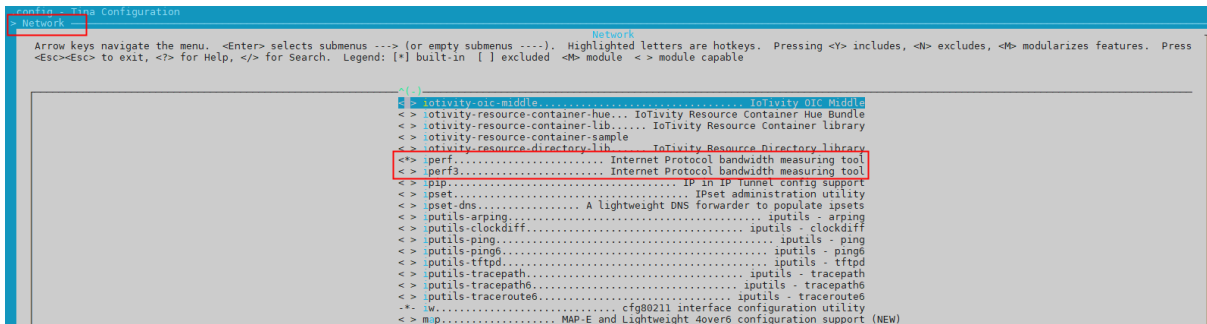 config - Tina Configuration
> Network
Network
Arrow keys navigate the menu. <Enter> selects submenus ---> (or empty submenus ----). Highlighted letters are hotkeys. Pressing <Y> includes, <N> excludes, <M> modularizes features. Press
<Esc><Esc> to exit, <?> for Help, </> for Search. Legend: [*] built-in [ ] excluded <M> module < > module capable
^(-)
< > iotivity-oic-middle................................. IoTivity OIC Middle
< > iotivity-resource-container-hue... IoTivity Resource Container Hue Bundle
< > iotivity-resource-container-lib...... IoTivity Resource Container library
< > iotivity-resource-container-sample
< > iotivity-resource-directory-lib...... IoTivity Resource Directory library
<*> iperf........................ Internet Protocol bandwidth measuring tool
< > iperf3....................... Internet Protocol bandwidth measuring tool
< > ipip..................................... IP in IP Tunnel config support
< > ipset...................................... IPset administration utility
< > ipset-dns................. A lightweight DNS forwarder to populate ipsets
< > iputils-arping........................................ iputils - arping
< > iputils-clockdiff................................... iputils - clockdiff
< > iputils-ping............................................. iputils - ping
< > iputils-ping6........................................... iputils - ping6
< > iputils-tftpd........................................... iputils - tftpd
< > iputils-tracepath................................... iputils - tracepath
< > iputils-tracepath6................................. iputils - tracepath6
< > iputils-traceroute6............................... iputils - traceroute6
-*- iw............................. cfg80211 interface configuration utility
< > map.................. MAP-E and Lightweight 4over6 configuration support (NEW)